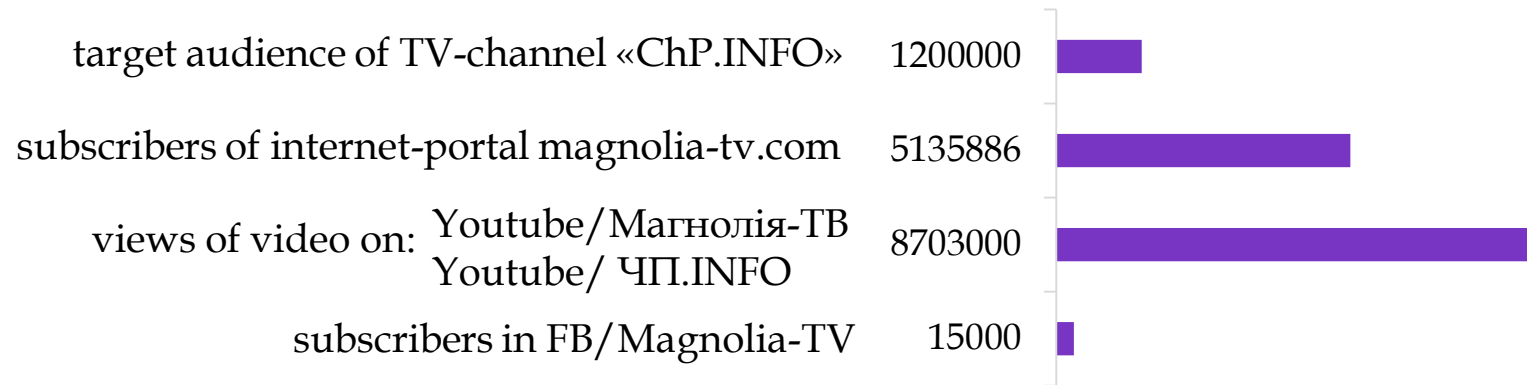 target audience of TV-channel «ChP.INFO» 1200000
subscribers of internet-portal magnolia-tv.com 5135886
views of video on: Youtube/Магнолія-ТВ 8703000
Youtube/ ЧП.INFO
subscribers in FB/Magnolia-TV 15000